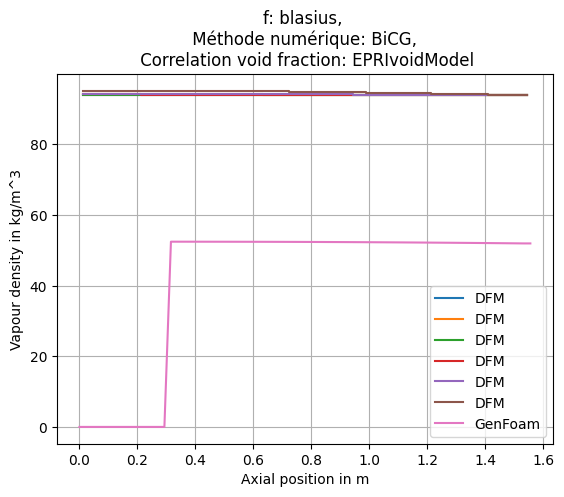 f: blasius,
Méthode numérique: BiCG,
Correlation void fraction: EPRIvoidModel
Vapour density in kg/m^3
80
60
40
20
0
DFM
DFM
DFM
DFM
DFM
DFM
GenFoam
0.0 0.2 0.4 0.6 0.8 1.0 1.2 1.4 1.6
Axial position in m